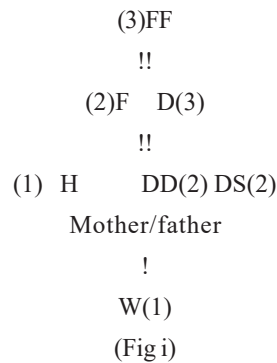 (3)FF
!!
(2)F D(3)
!!
(1) H DD(2) DS(2)
Mother/father
!
W(1)
(Fig i)